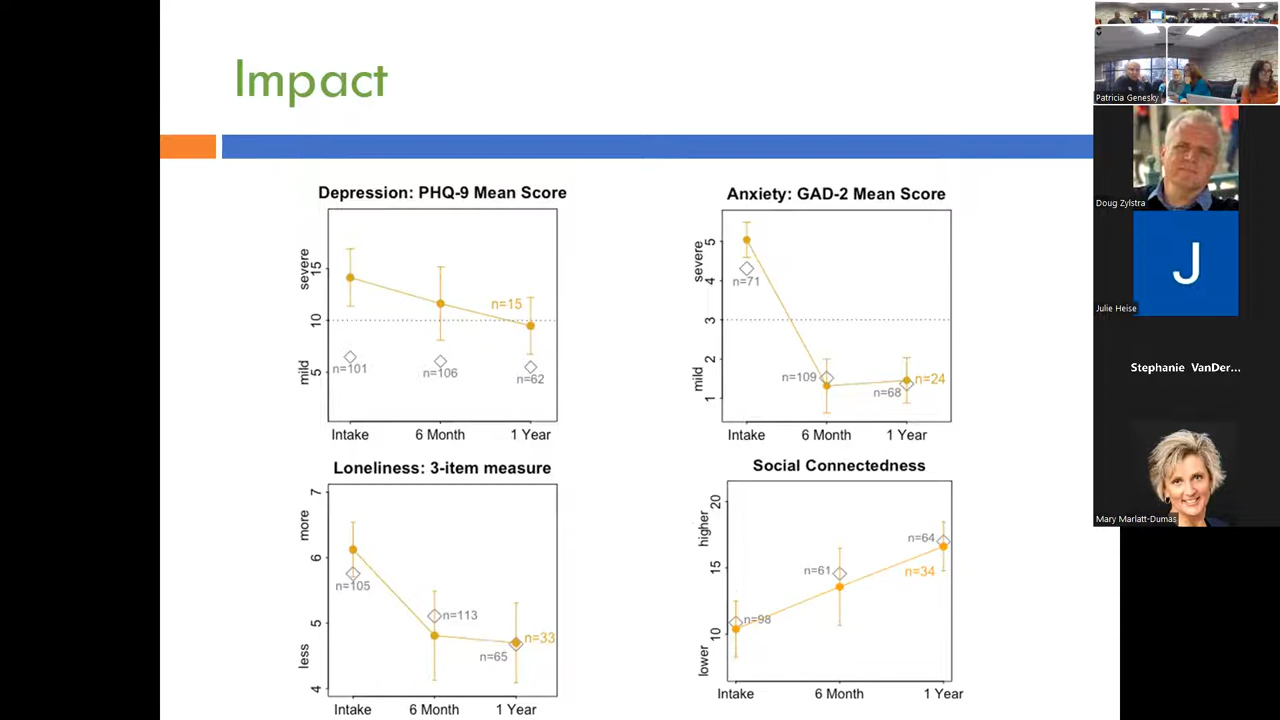 Impact
Depression: PHQ-9 Mean Score
severe
mild
15
10
5
n=15
n=101
n=106
n=62
Intake
6 Month
1 Year
Anxiety: GAD-2 Mean Score
severe
mild
5
4
3
2
1
n=71
n=109
n=24
n=68
Intake
6 Month
1 Year
Loneliness: 3-item measure
more
less
7
6
5
4
n=105
n=113
n=33
n=65
Intake
6 Month
1 Year
Social Connectedness
higher
lower
20
15
10
n=64
n=61
n=34
n=98
Intake
6 Month
1 Year
Patricia Genesky
Doug Zylstra
J
Julie Heise
Stephanie VanDer...
Mary Marlatt-Dumas